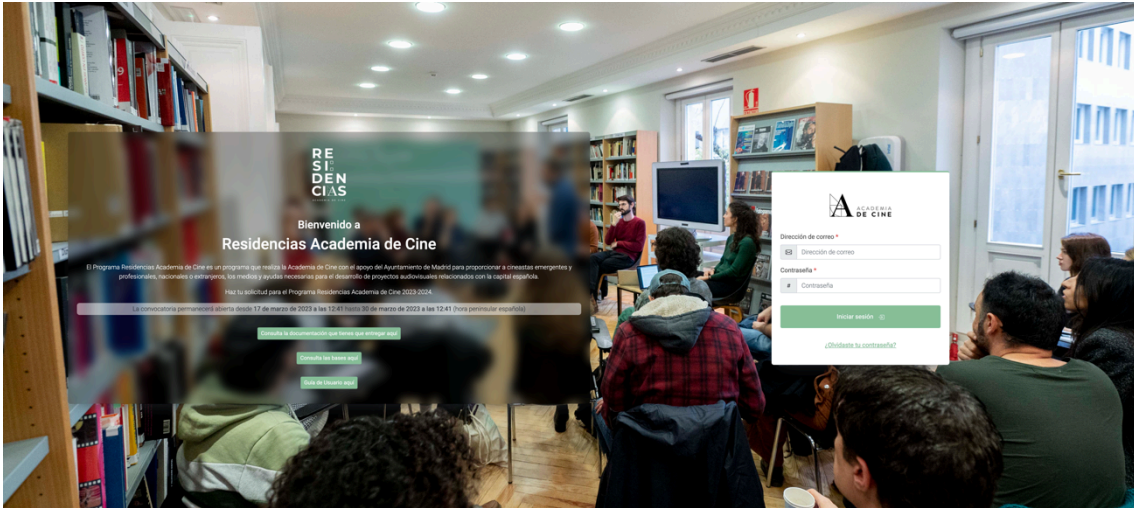 RE
SI
DEN
CIAS
ACADEMIA DE CINE
Bienvenido a
Residencias Academia de Cine
El Programa Residencias Academia de Cine es un programa que realiza la Academia de Cine con el apoyo del Ayuntamiento de Madrid para proporcionar a cineastas emergentes y
profesionales, nacionales o extranjeros, los medios y ayudas necesarias para el desarrollo de proyectos audiovisuales relacionados con la capital española.
Haz tu solicitud para el Programa Residencias Academia de Cine 2023-2024.
La convocatoria permanecerá abierta desde 17 de marzo de 2023 a las 12:41 hasta 30 de marzo de 2023 a las 12:41 (hora peninsular española)
Consulta la documentación que tienes que entregar aquí
Consulta las bases aquí
Guía de Usuario aquí
ACADEMIA
DE CINE
Dirección de correo *
Dirección de correo
Contraseña *
# Contraseña
Iniciar sesión
¿Olvidaste tu contraseña?